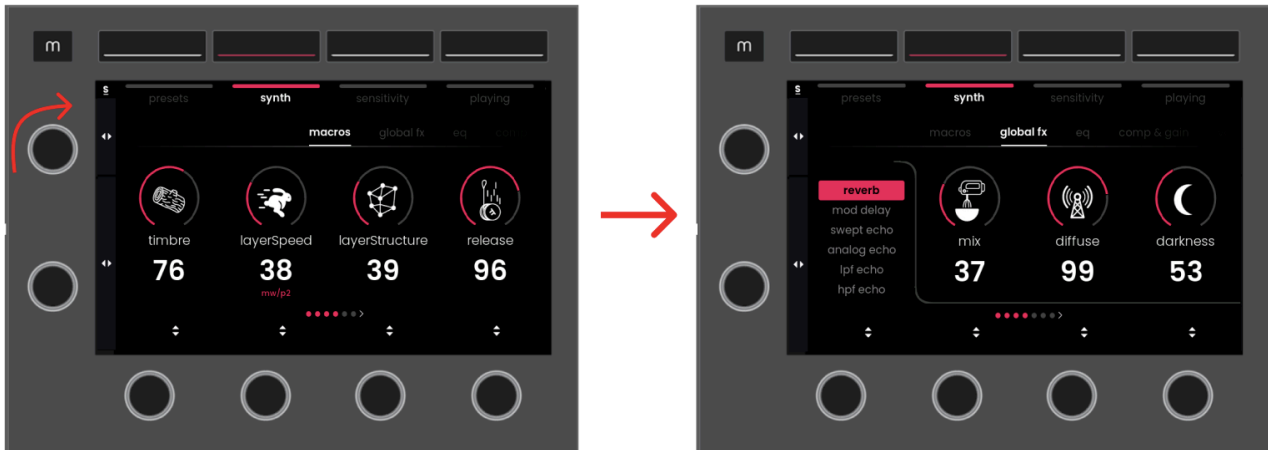 m
s
presets synth sensitivity playing
macros global fx eq
timbre layerSpeed layerStructure release
76 38 39 96
mw/p2
m
s
presets synth sensitivity playing
macros global fx eq comp & gain
reverb
mod delay
swept echo
analog echo
lpf echo
hpf echo
mix diffuse darkness
37 99 53